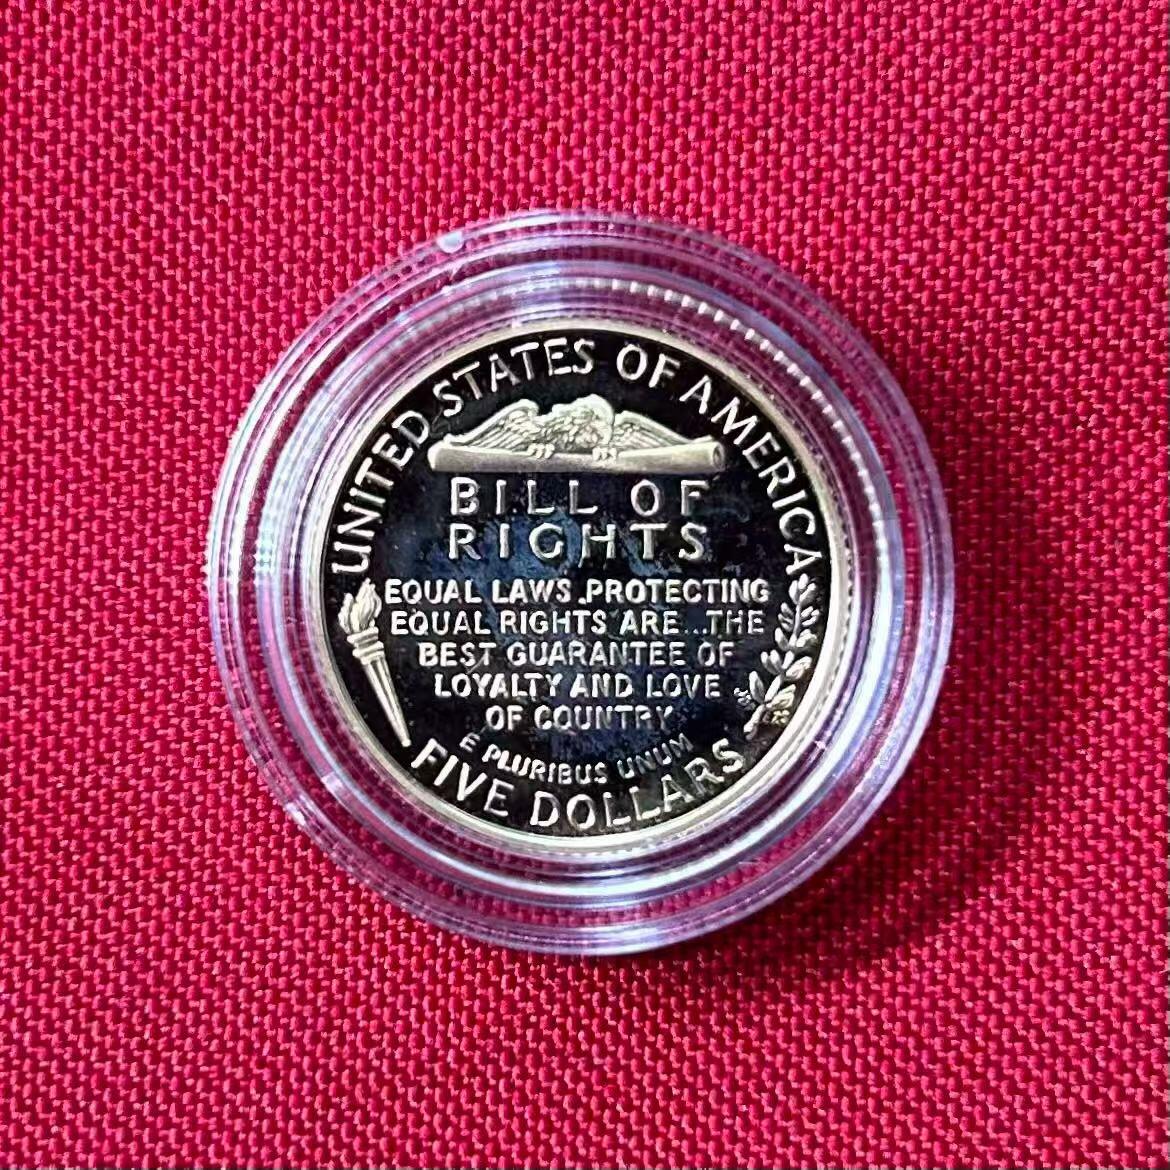 UNITED STATES OF AMERICA
BILL OF
RIGHTS
EQUAL LAWS PROTECTING
EQUAL RIGHTS ARE...THE
BEST GUARANTEE OF
LOYALTY AND LOVE
OF COUNTRY
E PLURIBUS UNUM
FIVE DOLLARS